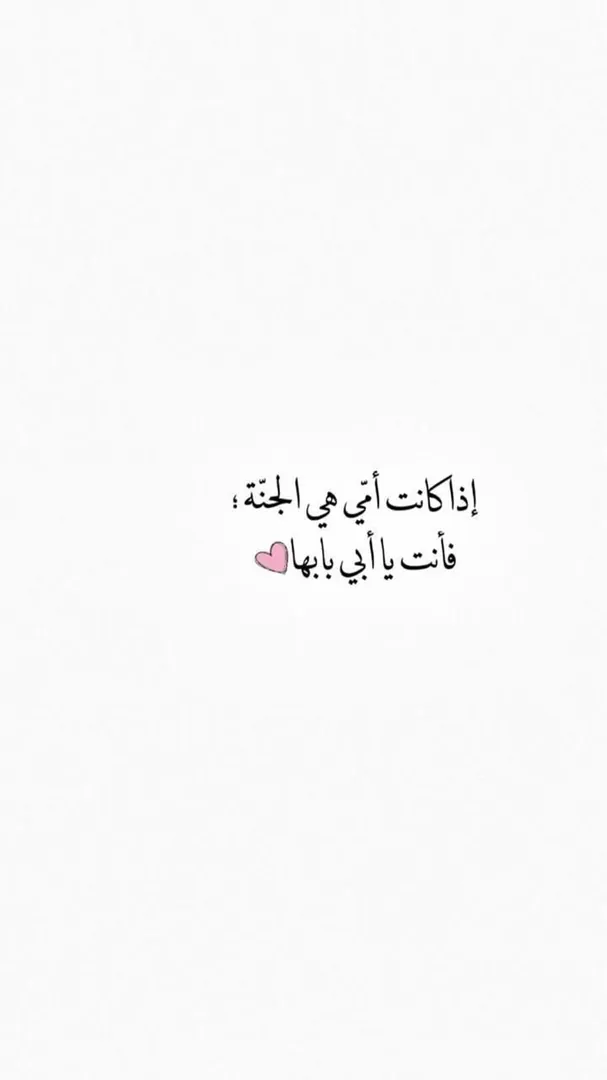 إذا كانت أمّي هي الجنّة ؛
فأنت يا أبي بابها